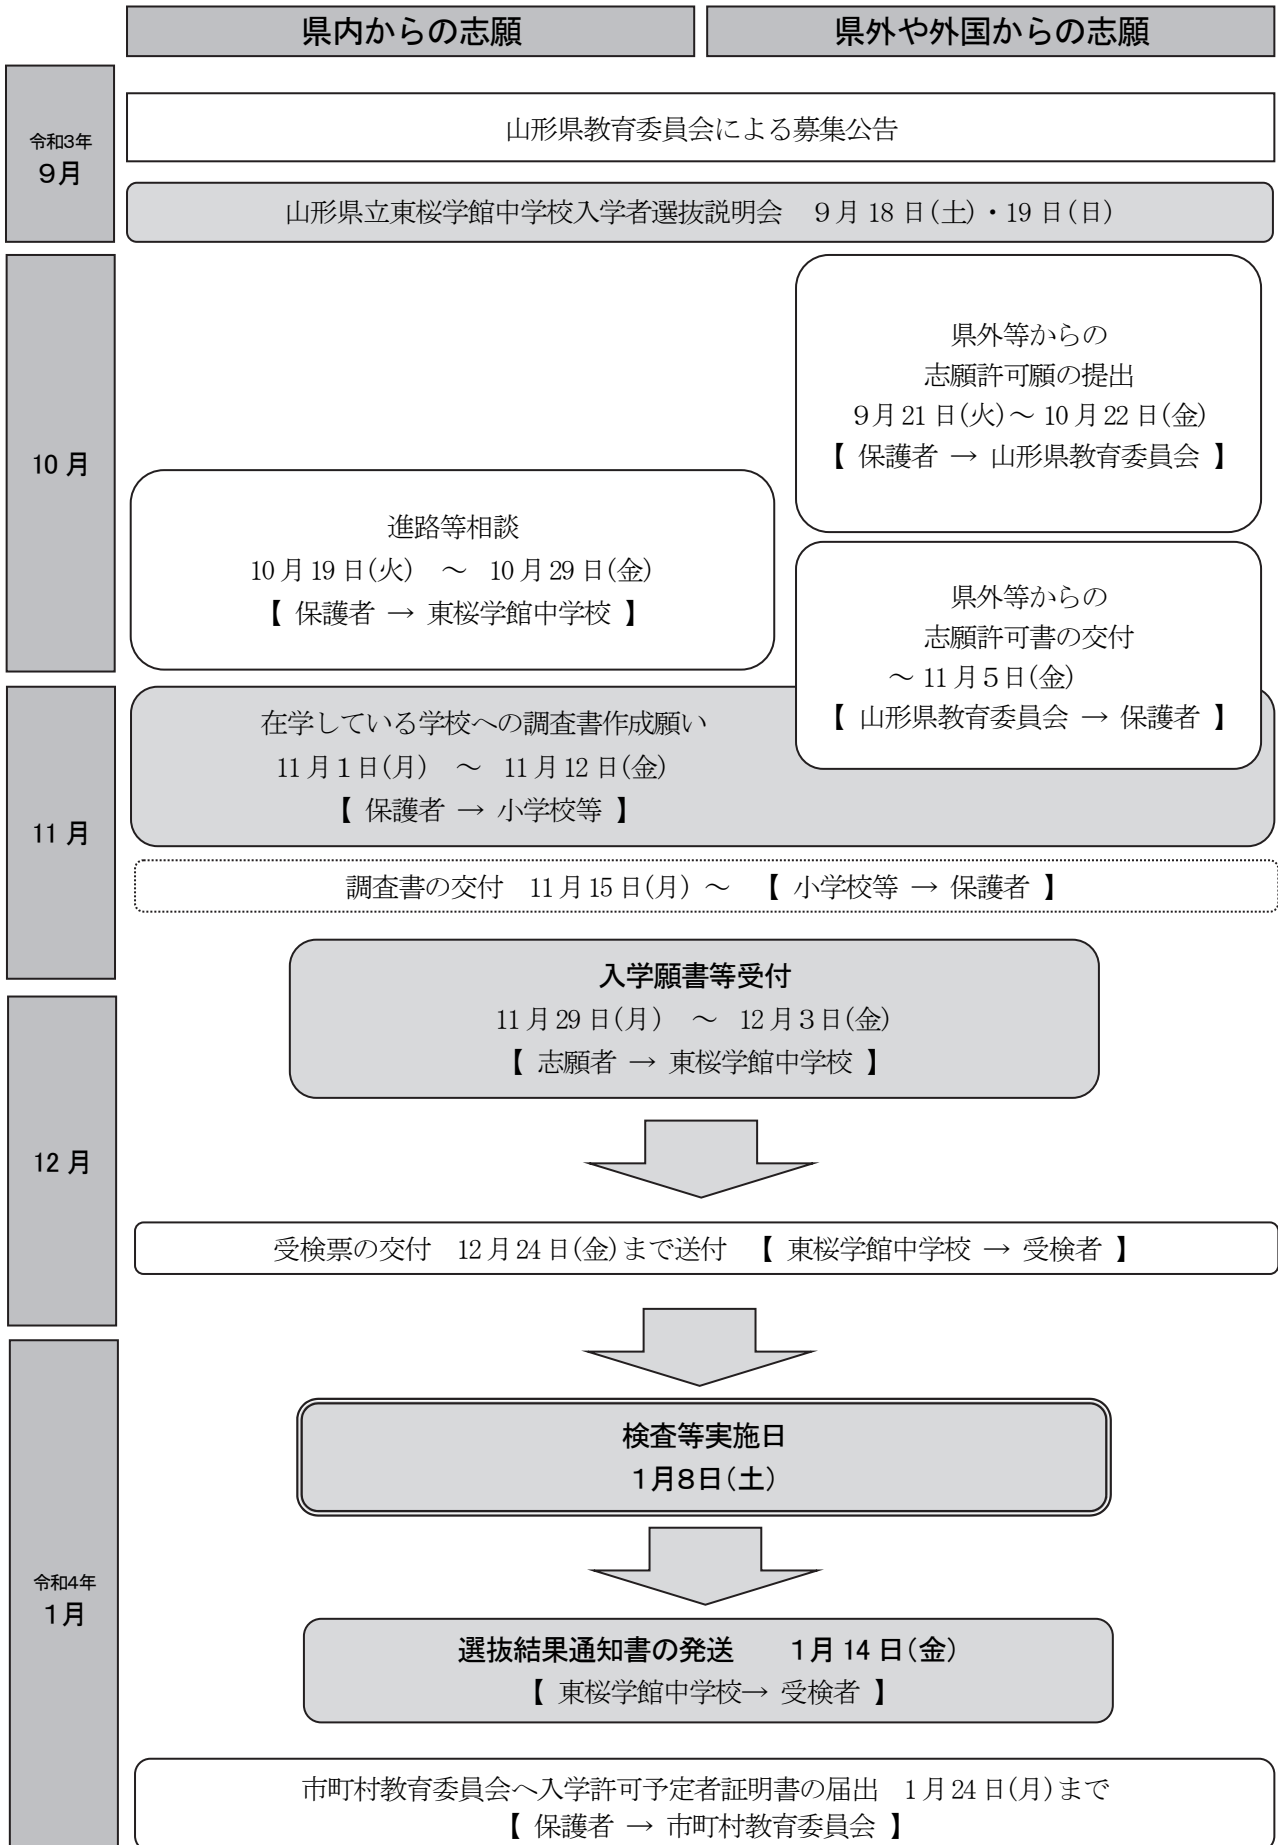 県内からの志願
県外や外国からの志願
令和3年
9月
山形県教育委員会による募集公告
山形県立東桜学館中学校入学者選抜説明会　9月18日(土)・19日(日)
10月
県外等からの
志願許可願の提出
9月21日(火)～10月22日(金)
【 保護者 → 山形県教育委員会 】
進路等相談
10月19日(火)　～　10月29日(金)
【 保護者 → 東桜学館中学校 】
県外等からの
志願許可書の交付
～11月5日(金)
【 山形県教育委員会 → 保護者 】
11月
在学している学校への調査書作成願い
11月1日(月)　～　11月12日(金)
【 保護者 → 小学校等 】
調査書の交付　11月15日(月)～　【 小学校等 → 保護者 】
入学願書等受付
11月29日(月)　～　12月3日(金)
【 志願者 → 東桜学館中学校 】
12月
受検票の交付　12月24日(金)まで送付　【 東桜学館中学校 → 受検者 】
検査等実施日
1月8日(土)
令和4年
1月
選抜結果通知書の発送　　1月14日(金)
【 東桜学館中学校→ 受検者 】
市町村教育委員会へ入学許可予定者証明書の届出　1月24日(月)まで
【 保護者 → 市町村教育委員会 】